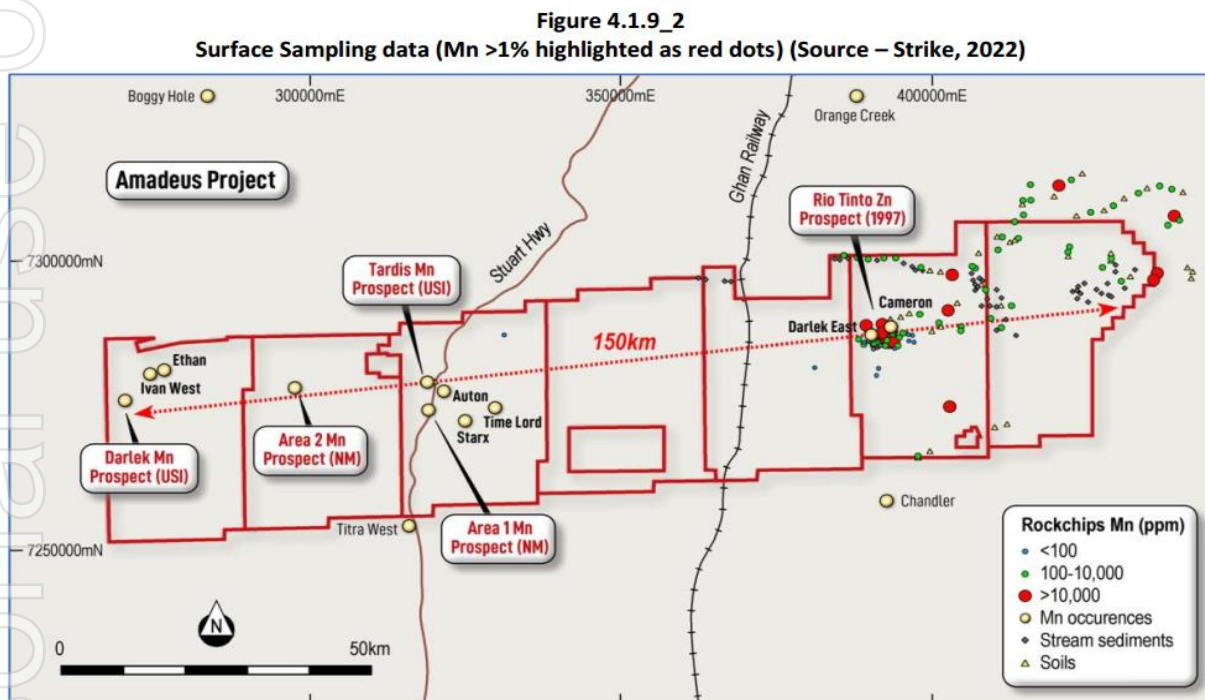 Figure 4.1.9_2
Surface Sampling data (Mn >1% highlighted as red dots) (Source – Strike, 2022)
Boggy Hole
300000mE
350000mE
Orange Creek
400000mE
Amadeus Project
Ghan Railway
Rio Tinto Zn
Prospect (1997)
Stuart Hwy
7300000mN
Tardis Mn
Prospect (USI)
Cameron
Darlek East
150km
Ethan
Ivan West
Auton
Time Lord
Starx
Area 2 Mn
Prospect (NM)
Darlek Mn
Prospect (USI)
Chandler
Titra West
Area 1 Mn
Prospect (NM)
7250000mN
Rockchips Mn (ppm)
<100
100-10,000
>10,000
Mn occurences
Stream sediments
Soils
N
0
50km